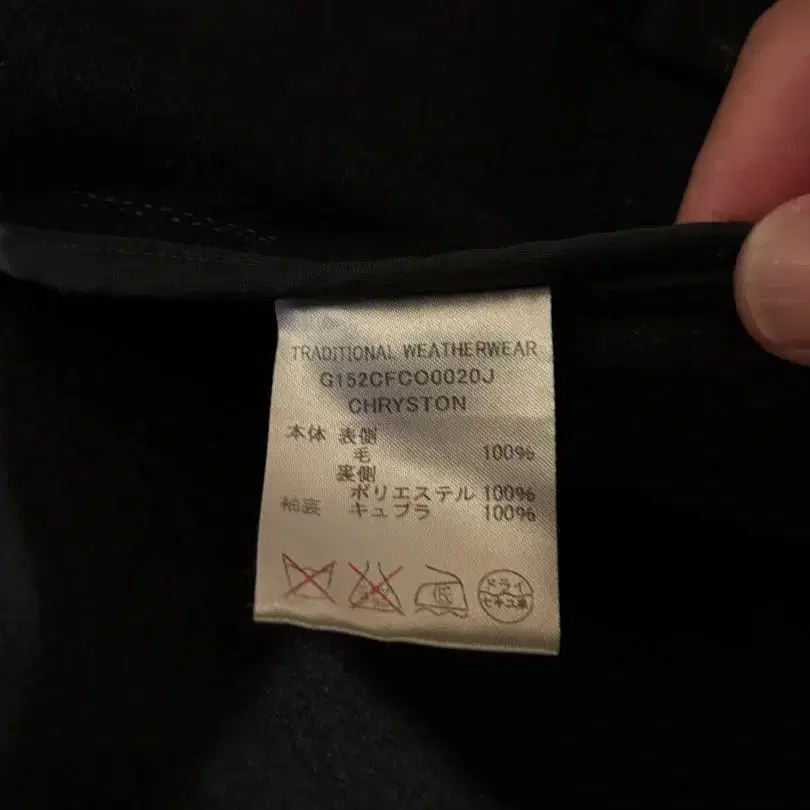 TRADITIONAL WEATHERWEAR
G152CFCO0020J
CHRYSTON
本体 表側
毛 100%
裏側
ポリエステル 100%
袖裏 キュプラ 100%
低
ドライ
セキユ系